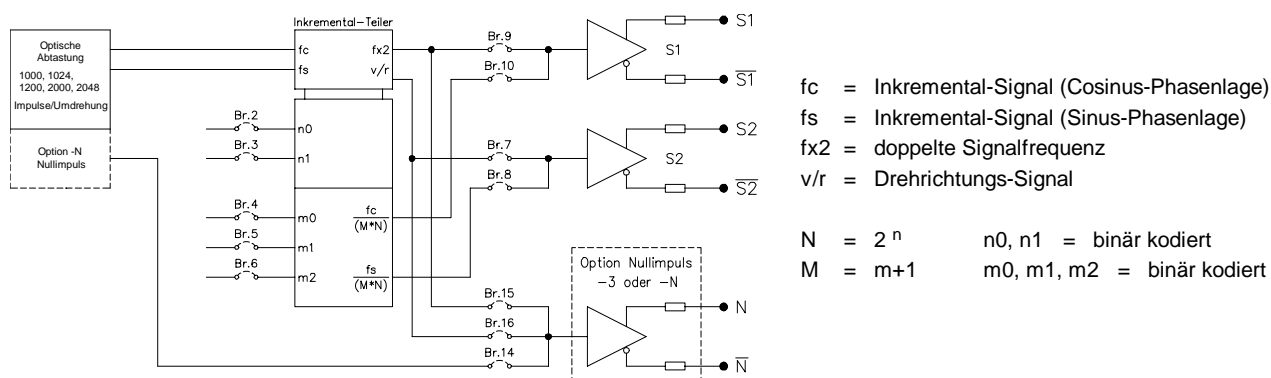 Inkremental-Teiler
Optische
Abtastung
1000, 1024,
1200, 2000, 2048
Impulse/Umdrehung
Option -N
Nullimpuls
fc
fs
fx2
v/r
Br.2
n0
Br.3
n1
Br.4
m0
Br.5
m1
Br.6
m2
fc
(M*N)
fs
(M*N)
Br.9
Br.10
Br.7
Br.8
Br.15
Br.16
Br.14
S1
S1
S1
S2
S2
S2
Option Nullimpuls
-3 oder -N
N
N
fc = Inkremental-Signal (Cosinus-Phasenlage)
fs = Inkremental-Signal (Sinus-Phasenlage)
fx2 = doppelte Signalfrequenz
v/r = Drehrichtungs-Signal
N = 2 n n0, n1 = binär kodiert
M = m+1 m0, m1, m2 = binär kodiert